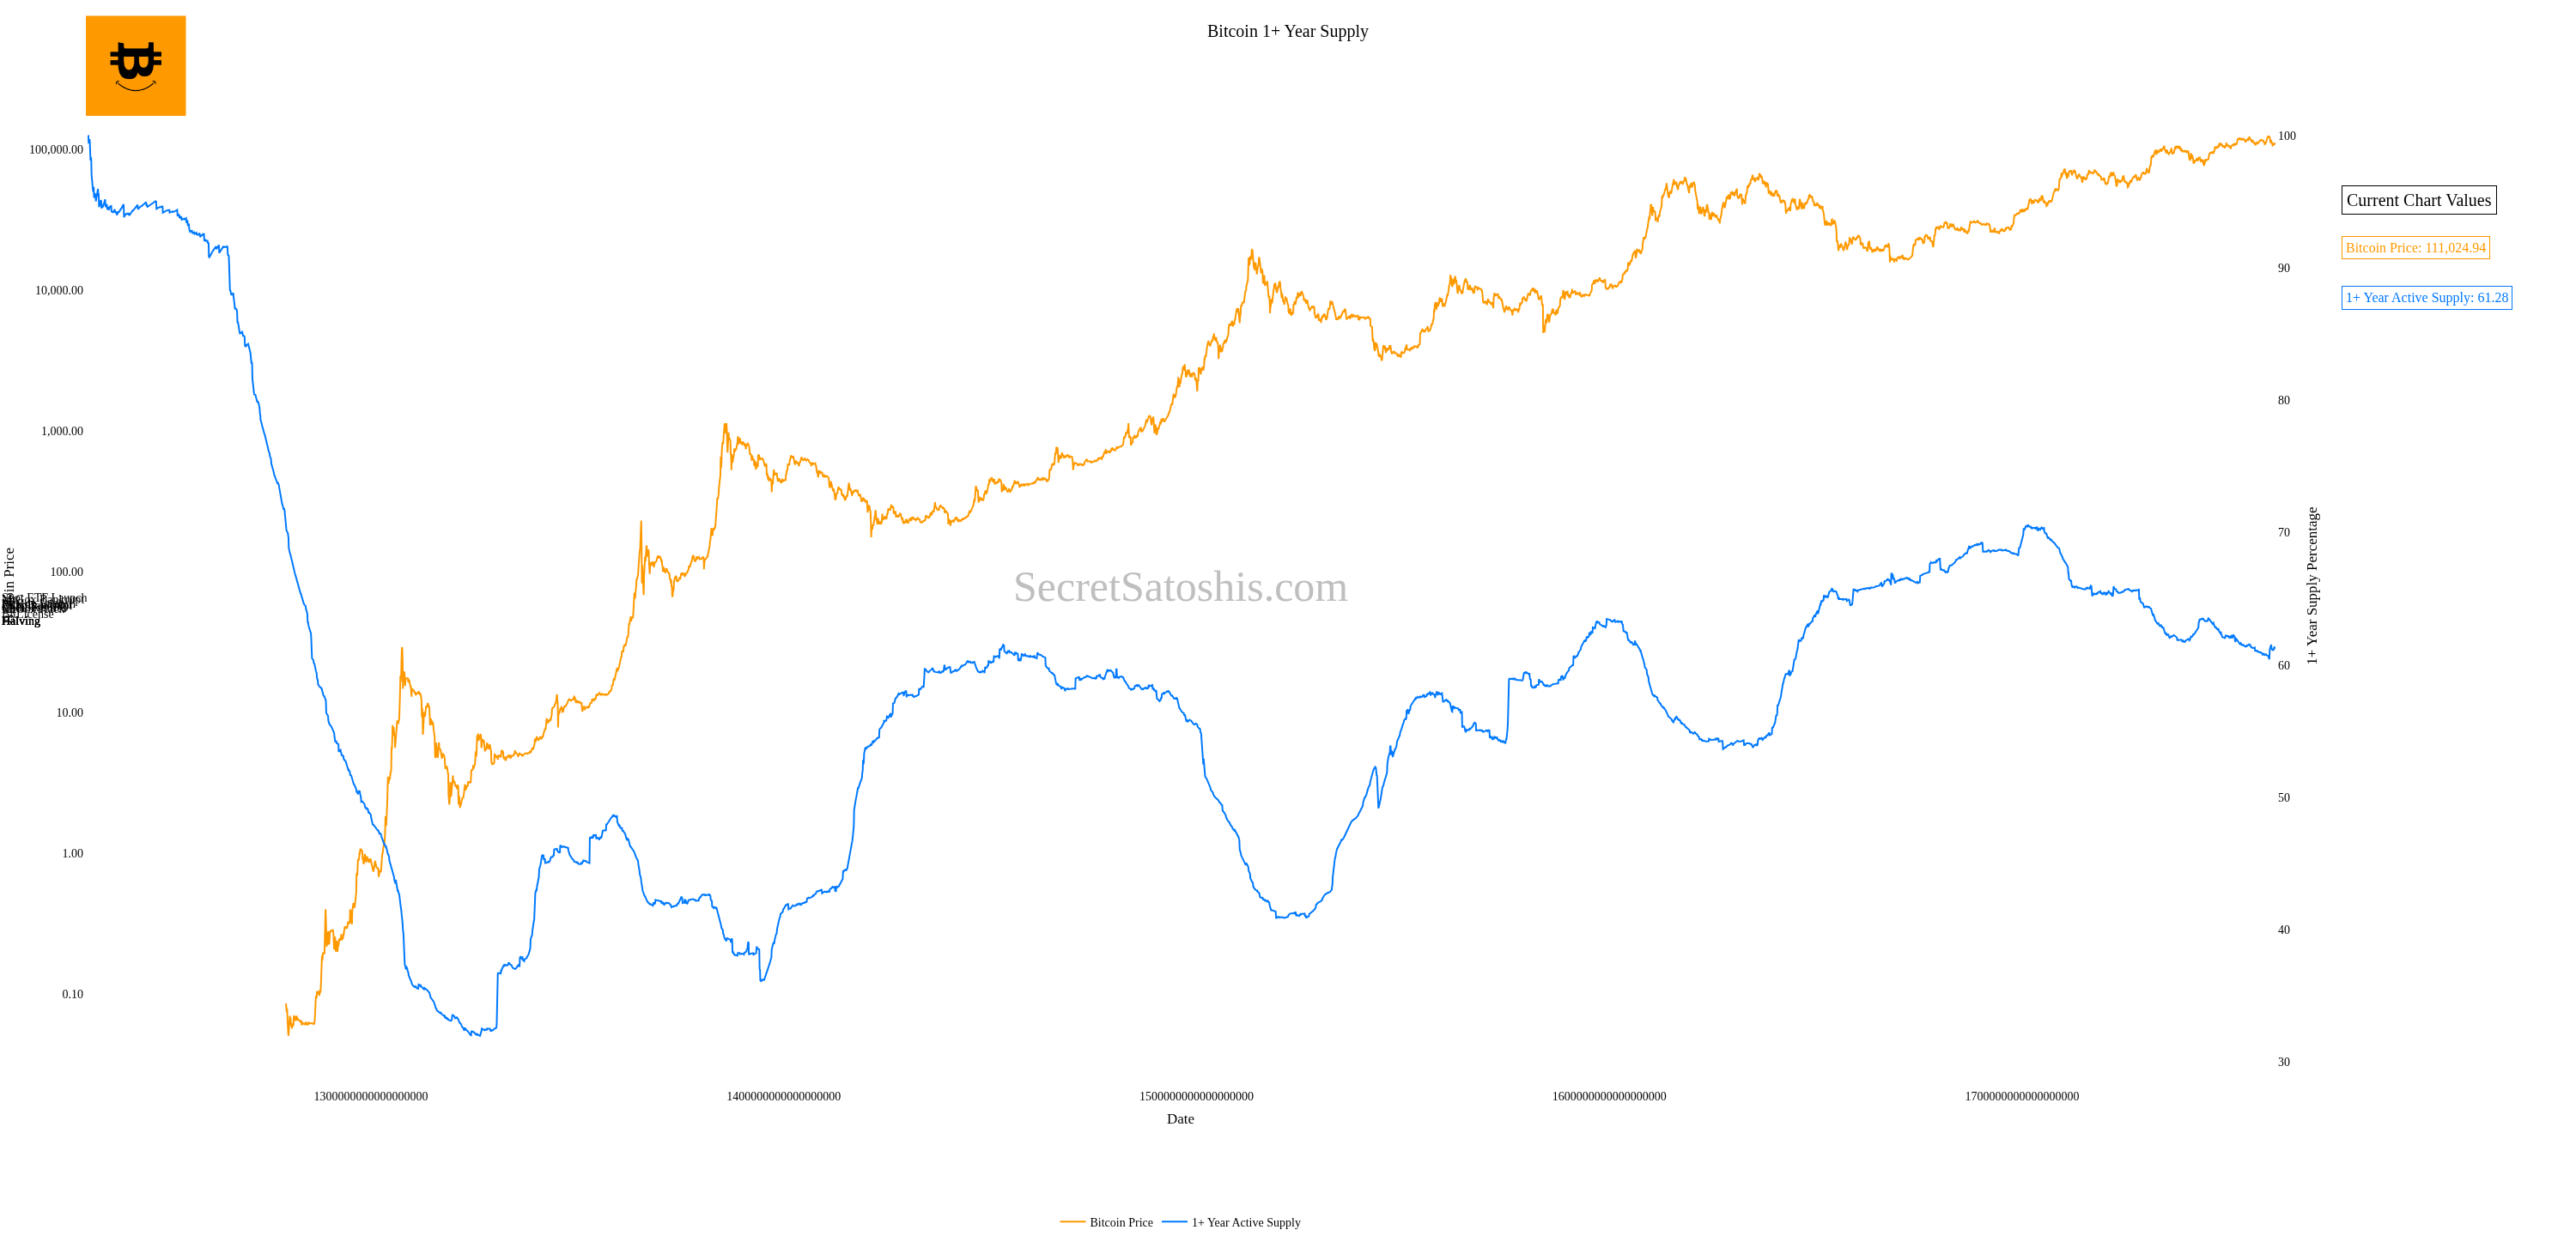 Bitcoin 1+ Year Supply
100,000.00
10,000.00
1,000.00
100.00
10.00
1.00
0.10
Halving
100
90
80
70
60
50
40
30
1+ Year Supply Percentage
Current Chart Values
Bitcoin Price: 111,024.94
1+ Year Active Supply: 61.28
SecretSatoshis.com
1300000000000000000
1400000000000000000
1500000000000000000
1600000000000000000
1700000000000000000
Date
Bitcoin Price
1+ Year Active Supply